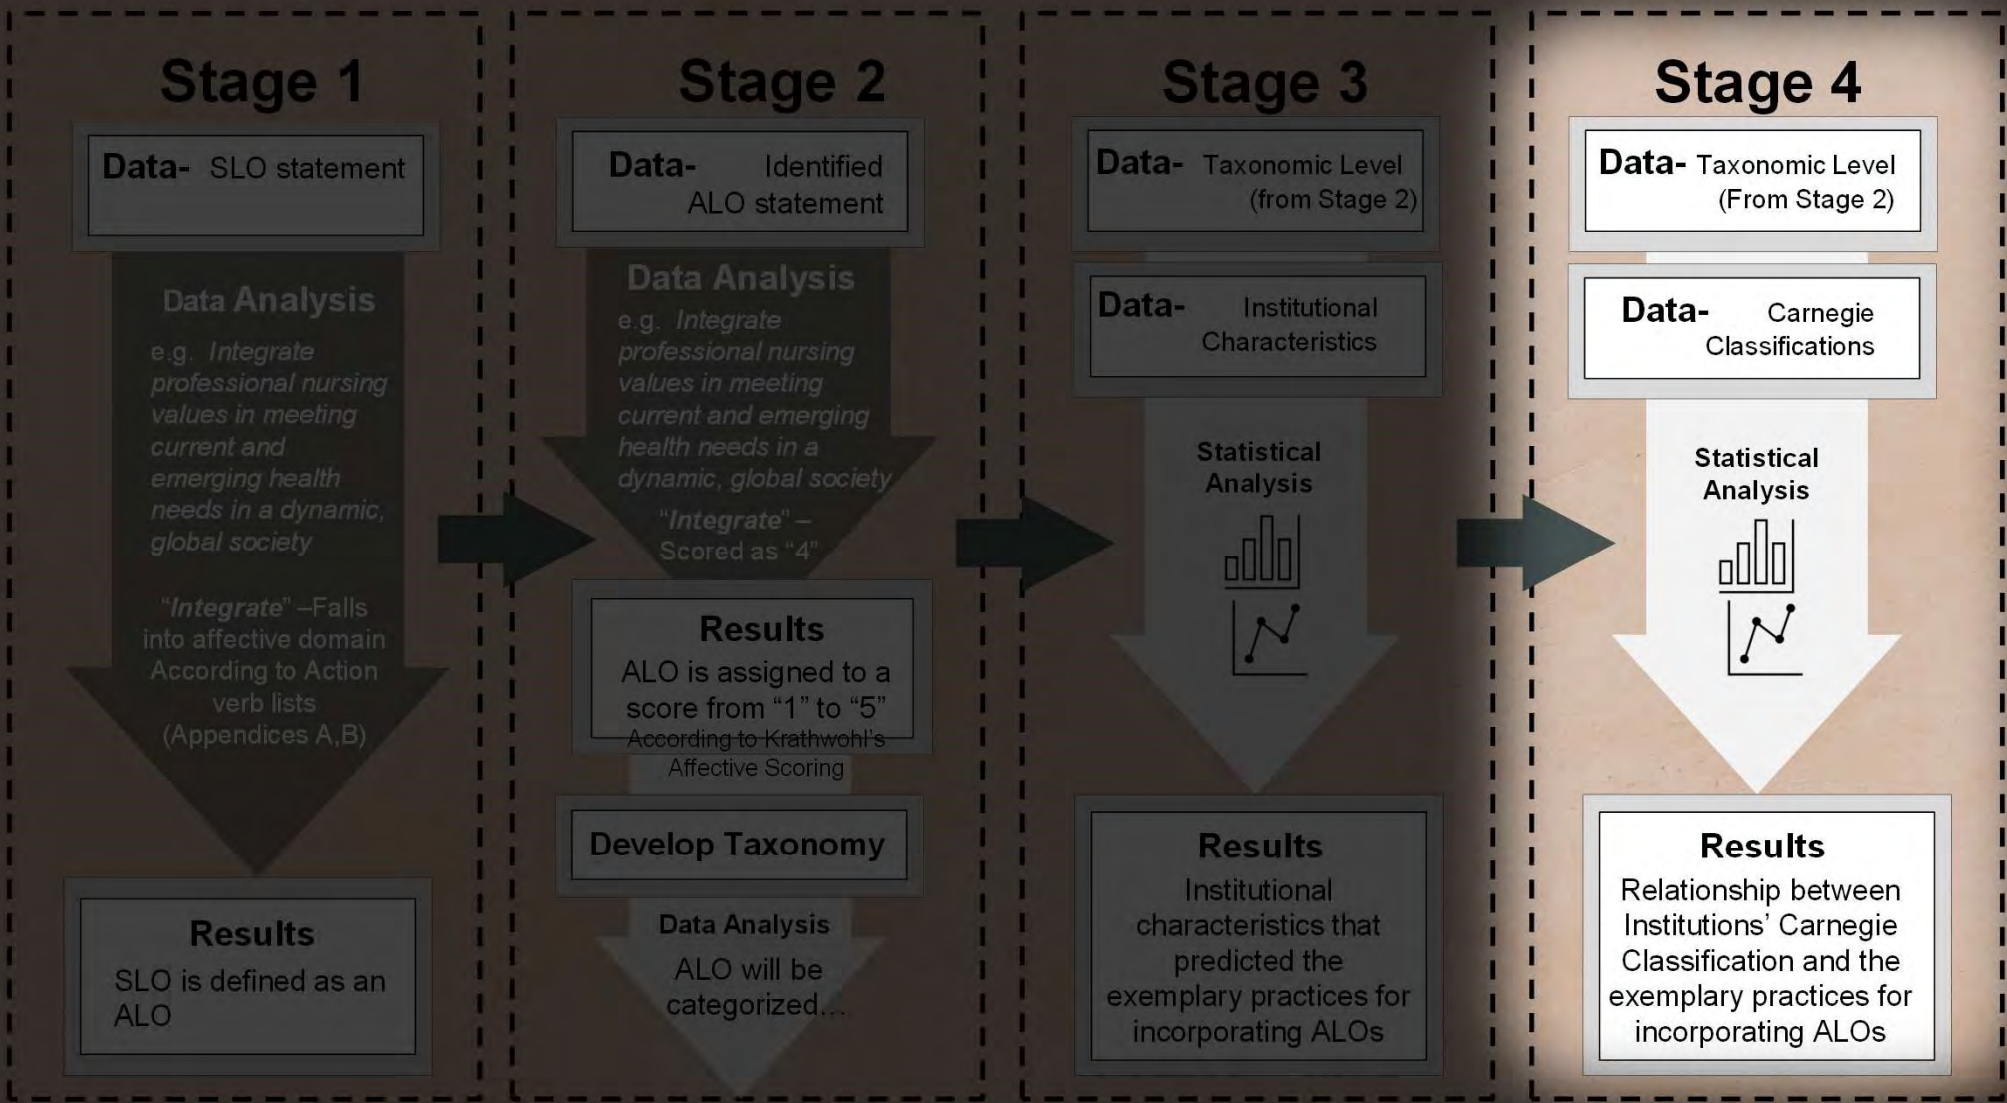 Stage 1
Data- SLO statement
Data Analysis
e.g. Integrate
professional nursing
values in meeting
current and
emerging health
needs in a dynamic,
global society
“Integrate” –Falls
into affective domain
According to Action
verb lists
(Appendices A,B)
Results
SLO is defined as an
ALO
Stage 2
Data- Identified
ALO statement
Data Analysis
e.g. Integrate
professional nursing
values in meeting
current and emerging
health needs in a
dynamic, global society
“Integrate” –
Scored as “4”
Results
ALO is assigned to a
score from “1” to “5”
According to Krathwohl’s
Affective Scoring
Develop Taxonomy
Data Analysis
ALO will be
categorized…
Stage 3
Data- Taxonomic Level
(from Stage 2)
Data- Institutional
Characteristics
Statistical
Analysis
Results
Institutional
characteristics that
predicted the
exemplary practices for
incorporating ALOs
Stage 4
Data- Taxonomic Level
(From Stage 2)
Data- Carnegie
Classifications
Statistical
Analysis
Results
Relationship between
Institutions’ Carnegie
Classification and the
exemplary practices for
incorporating ALOs